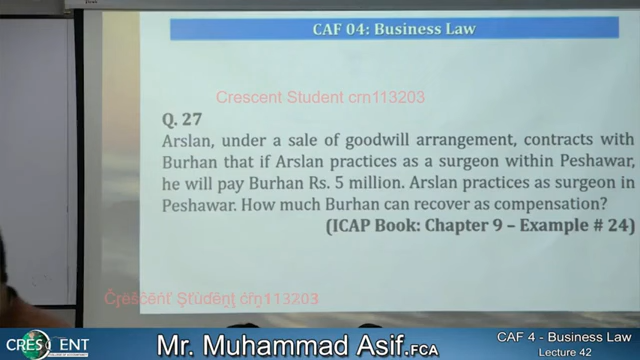 CAF 04: Business Law
Crescent Student crn113203
Q. 27
Arslan, under a sale of goodwill arrangement, contracts with
Burhan that if Arslan practices as a surgeon within Peshawar,
he will pay Burhan Rs. 5 million. Arslan practices as surgeon in
Peshawar. How much Burhan can recover as compensation?
(ICAP Book: Chapter 9 – Example # 24)
Crescent Student crn113203
CRESCENT
Mr. Muhammad Asif.FCA
CAF 4 - Business Law
Lecture 42